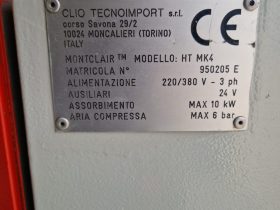 CLIO TECNOIMPORT s.r.l.
corso Savona 29/2
10024 MONCALIERI (TORINO)
ITALY
MONTCLAIR™ MODELLO: HT MK4
MATRICOLA N° 950205 E
ALIMENTAZIONE 220/380 V - 3 ph
AUSILIARI 24 V
ASSORBIMENTO MAX 10 kW
ARIA COMPRESSA MAX 6 bar